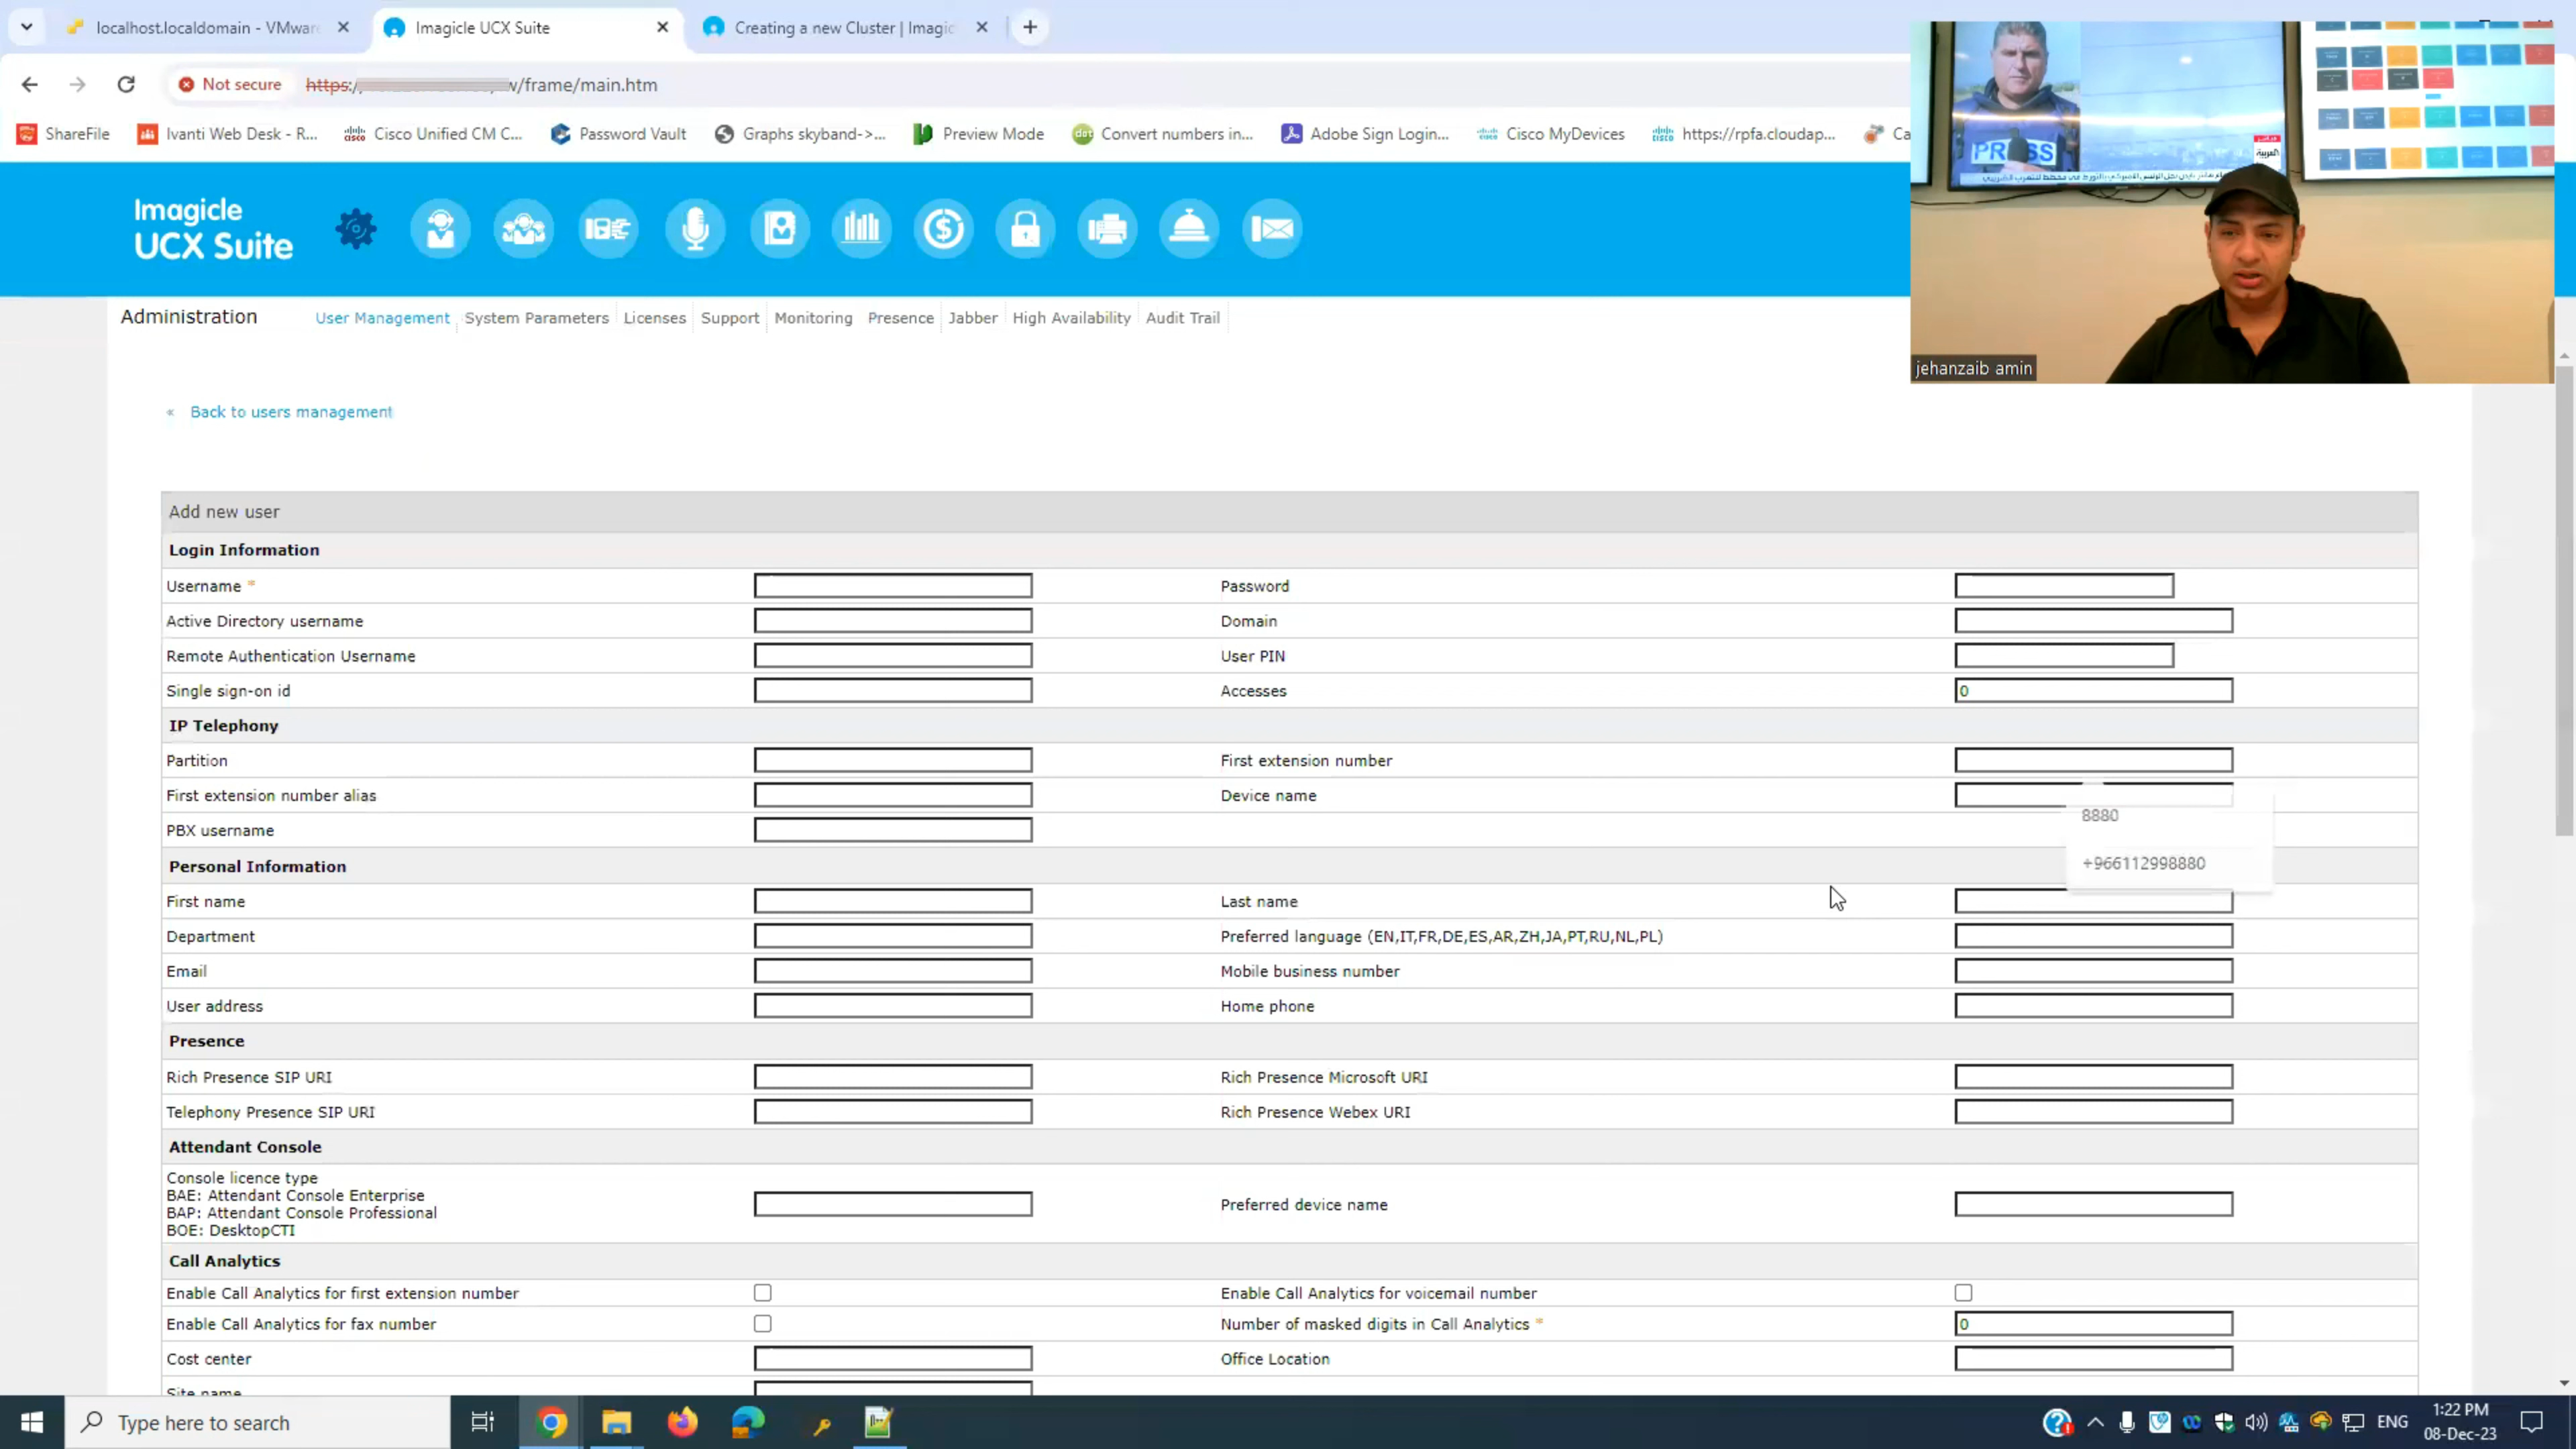 localhost.localdomain - VMware
Imagicle UCX Suite
Creating a new Cluster | Imagic
Not secure
https:/
w/frame/main.htm
ShareFile
Ivanti Web Desk - R...
Cisco Unified CM C...
Password Vault
Graphs skyband->...
Preview Mode
Convert numbers in...
Adobe Sign Login...
Cisco MyDevices
https://rpfa.cloudap...
Ca
PRESS
العربية
jehanzaib amin
Imagicle
UCX Suite
Administration
User Management
System Parameters
Licenses
Support
Monitoring
Presence
Jabber
High Availability
Audit Trail
« Back to users management
Add new user
Login Information
Username *
Password
Active Directory username
Domain
Remote Authentication Username
User PIN
Single sign-on id
Accesses
0
IP Telephony
Partition
First extension number
First extension number alias
Device name
8880
PBX username
+966112998880
Personal Information
First name
Last name
Department
Preferred language (EN,IT,FR,DE,ES,AR,ZH,JA,PT,RU,NL,PL)
Email
Mobile business number
User address
Home phone
Presence
Rich Presence SIP URI
Rich Presence Microsoft URI
Telephony Presence SIP URI
Rich Presence Webex URI
Attendant Console
Console licence type
BAE: Attendant Console Enterprise
BAP: Attendant Console Professional
BOE: DesktopCTI
Preferred device name
Call Analytics
Enable Call Analytics for first extension number
Enable Call Analytics for voicemail number
Enable Call Analytics for fax number
Number of masked digits in Call Analytics *
0
Cost center
Office Location
Site name
Type here to search
ENG
1:22 PM
08-Dec-23